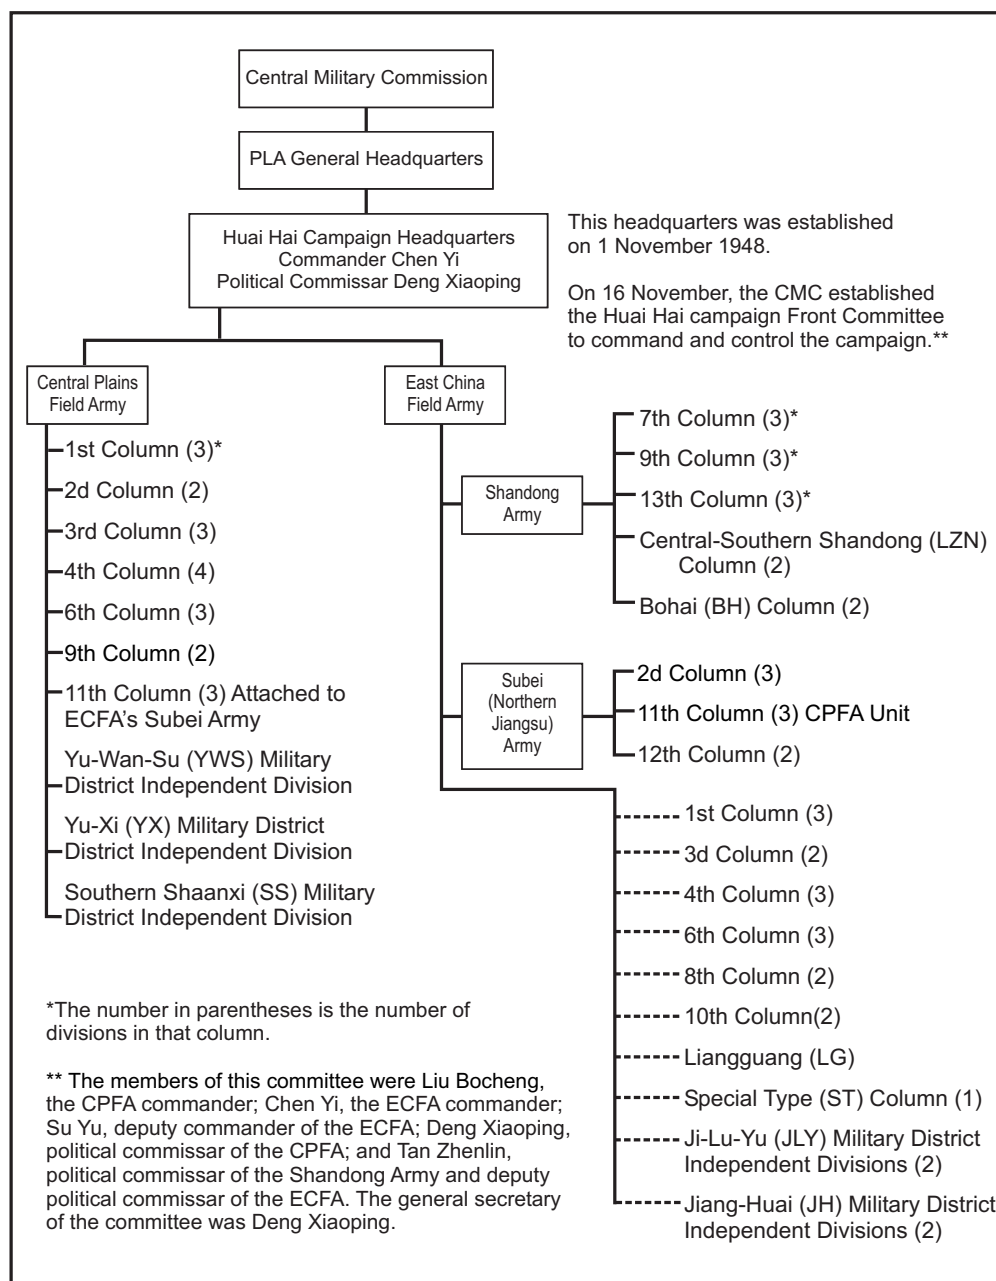 Central Military Commission
PLA General Headquarters
Huai Hai Campaign Headquarters
Commander Chen Yi
Political Commissar Deng Xiaoping
This headquarters was established
on 1 November 1948.
On 16 November, the CMC established
the Huai Hai campaign Front Committee
to command and control the campaign.**
Central Plains
Field Army
1st Column (3)*
2d Column (2)
3rd Column (3)
4th Column (4)
6th Column (3)
9th Column (2)
11th Column (3) Attached to
ECFA's Subei Army
Yu-Wan-Su (YWS) Military
District Independent Division
Yu-Xi (YX) Military District
District Independent Division
Southern Shaanxi (SS) Military
District Independent Division
East China
Field Army
Shandong
Army
7th Column (3)*
9th Column (3)*
13th Column (3)*
Central-Southern Shandong (LZN)
Column (2)
Bohai (BH) Column (2)
Subei
(Northern
Jiangsu)
Army
2d Column (3)
11th Column (3) CPFA Unit
12th Column (2)
1st Column (3)
3d Column (2)
4th Column (3)
6th Column (3)
8th Column (2)
10th Column(2)
Liangguang (LG)
Special Type (ST) Column (1)
Ji-Lu-Yu (JLY) Military District
Independent Divisions (2)
Jiang-Huai (JH) Military District
Independent Divisions (2)
*The number in parentheses is the number of
divisions in that column.
** The members of this committee were Liu Bocheng,
the CPFA commander; Chen Yi, the ECFA commander;
Su Yu, deputy commander of the ECFA; Deng Xiaoping,
political commissar of the CPFA; and Tan Zhenlin,
political commissar of the Shandong Army and deputy
political commissar of the ECFA. The general secretary
of the committee was Deng Xiaoping.